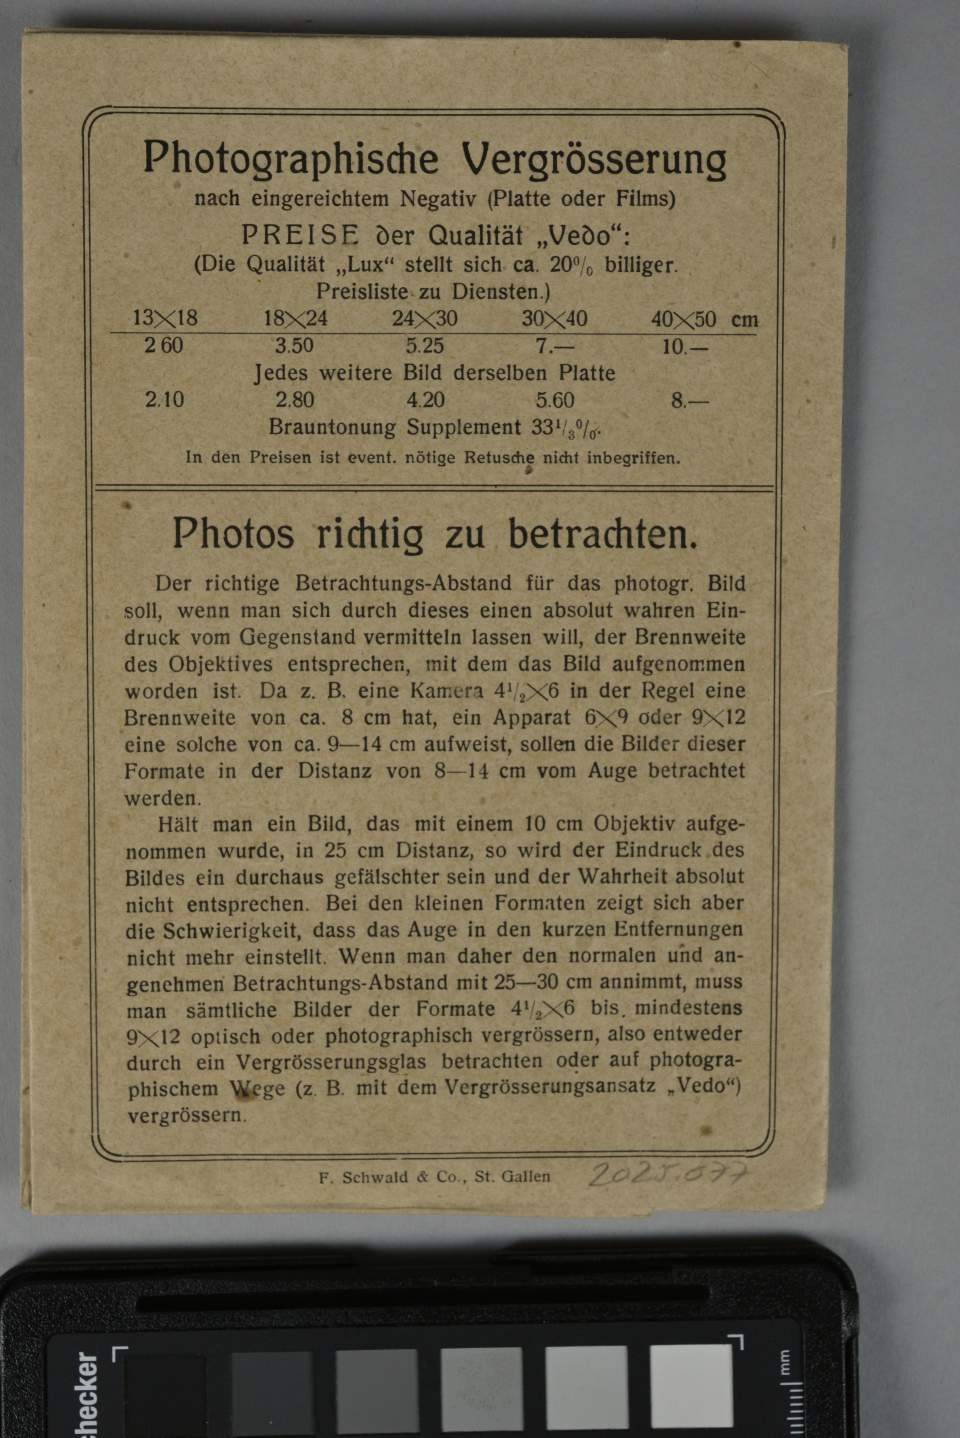 Photographische Vergrösserung
nach eingereichtem Negativ (Platte oder Films)
PREISE der Qualität „Vedo“:
(Die Qualität „Lux“ stellt sich ca. 20% billiger.
Preisliste zu Diensten.)
13×18 18×24 24×30 30×40 40×50 cm
2 60 3.50 5.25 7.— 10.—
Jedes weitere Bild derselben Platte
2.10 2.80 4.20 5.60 8.—
Brauntonung Supplement 33⅓%.
In den Preisen ist event. nötige Retusche nicht inbegriffen.
Photos richtig zu betrachten.
Der richtige Betrachtungs-Abstand für das photogr. Bild
soll, wenn man sich durch dieses einen absolut wahren Ein-
druck vom Gegenstand vermitteln lassen will, der Brennweite
des Objektives entsprechen, mit dem das Bild aufgenommen
worden ist. Da z. B. eine Kamera 4½×6 in der Regel eine
Brennweite von ca. 8 cm hat, ein Apparat 6×9 oder 9×12
eine solche von ca. 9—14 cm aufweist, sollen die Bilder dieser
Formate in der Distanz von 8—14 cm vom Auge betrachtet
werden.
Hält man ein Bild, das mit einem 10 cm Objektiv aufge-
nommen wurde, in 25 cm Distanz, so wird der Eindruck des
Bildes ein durchaus gefälschter sein und der Wahrheit absolut
nicht entsprechen. Bei den kleinen Formaten zeigt sich aber
die Schwierigkeit, dass das Auge in den kurzen Entfernungen
nicht mehr einstellt. Wenn man daher den normalen und an-
genehmen Betrachtungs-Abstand mit 25—30 cm annimmt, muss
man sämtliche Bilder der Formate 4½×6 bis mindestens
9×12 optisch oder photographisch vergrössern, also entweder
durch ein Vergrösserungsglas betrachten oder auf photogra-
phischem Wege (z. B. mit dem Vergrösserungsansatz „Vedo“)
vergrössern.
F. Schwald & Co., St. Gallen
2025.077
checker
mm